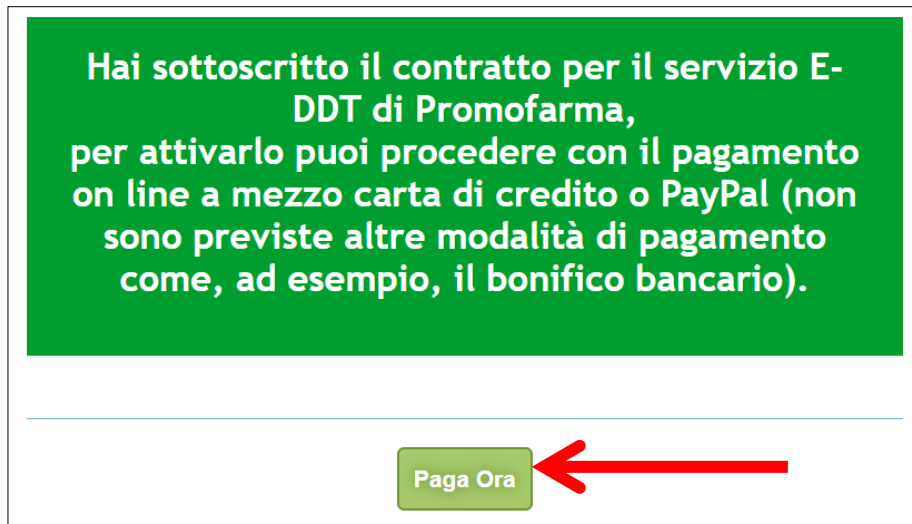 Hai sottoscritto il contratto per il servizio E-
DDT di Promofarma,
per attivarlo puoi procedere con il pagamento
on line a mezzo carta di credito o PayPal (non
sono previste altre modalità di pagamento
come, ad esempio, il bonifico bancario).
Paga Ora